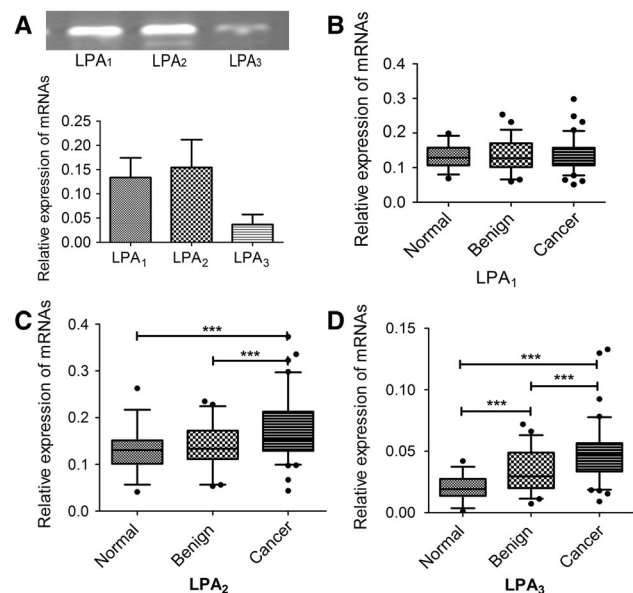 A
LPA₁ LPA₂ LPA₃
Relative expression of mRNAs
0.25
0.20
0.15
0.10
0.05
0.00
LPA₁ LPA₂ LPA₃
B
Relative expression of mRNAs
0.4
0.3
0.2
0.1
0.0
Normal Benign Cancer
LPA₁
C
Relative expression of mRNAs
0.4
0.3
0.2
0.1
0.0
***
***
Normal Benign Cancer
LPA₂
D
Relative expression of mRNAs
0.15
0.10
0.05
0.00
***
***
***
Normal Benign Cancer
LPA₃